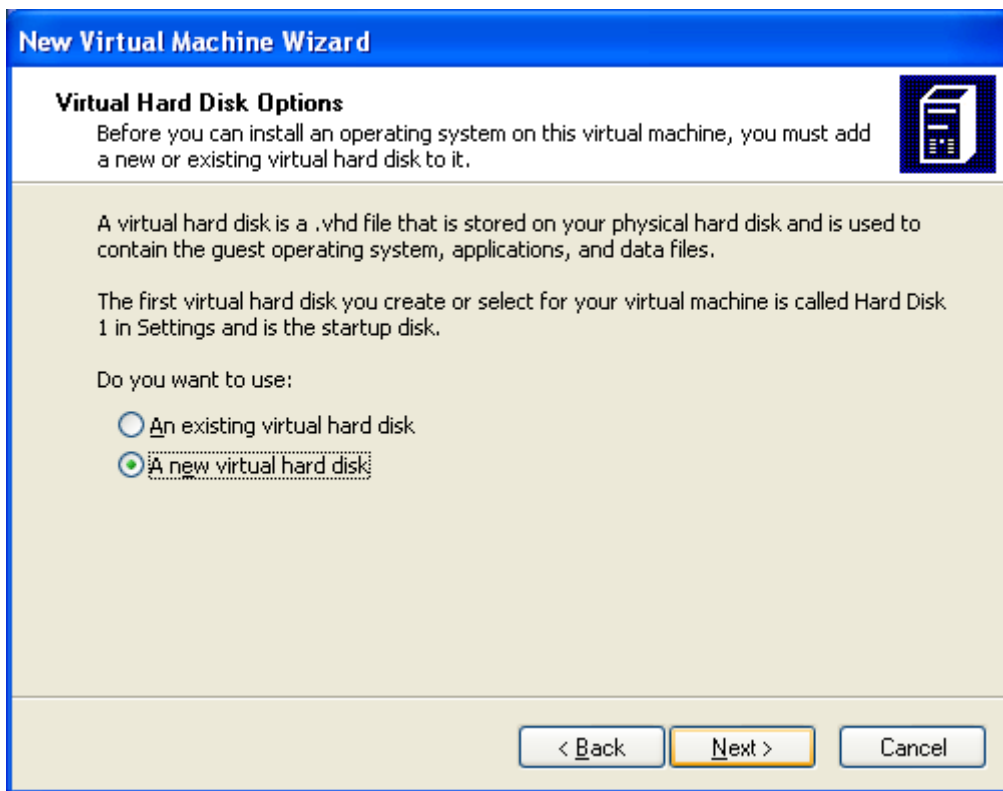 New Virtual Machine Wizard
Virtual Hard Disk Options
Before you can install an operating system on this virtual machine, you must add
a new or existing virtual hard disk to it.
A virtual hard disk is a .vhd file that is stored on your physical hard disk and is used to
contain the guest operating system, applications, and data files.
The first virtual hard disk you create or select for your virtual machine is called Hard Disk
1 in Settings and is the startup disk.
Do you want to use:
An existing virtual hard disk
A new virtual hard disk
< Back Next > Cancel